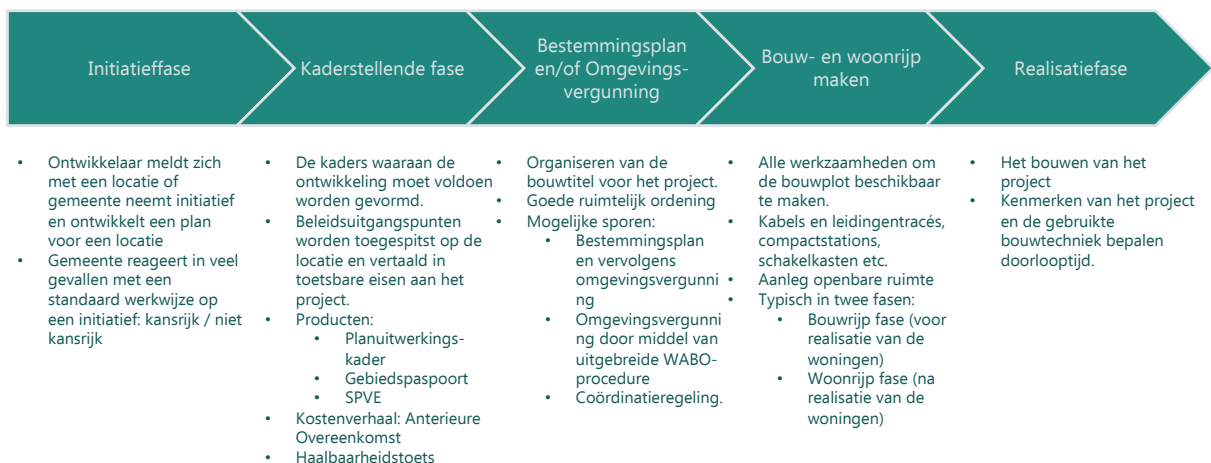 Initiatieffase
Kaderstellende fase
Bestemmingsplan
en/of Omgevings-
vergunning
Bouw- en woonrijp
maken
Realisatiefase
• Ontwikkelaar meldt zich
met een locatie of
gemeente neemt initiatief
en ontwikkelt een plan
voor een locatie
• Gemeente reageert in veel
gevallen met een
standaard werkwijze op
een initiatief: kansrijk / niet
kansrijk
• De kaders waaraan de
ontwikkeling moet voldoen
worden gevormd.
• Beleidsuitgangspunten
worden toegespitst op de
locatie en vertaald in
toetsbare eisen aan het
project.
• Producten:
• Planuitwerkings-
kader
• Gebiedspaspoort
• SPVE
• Kostenverhaal: Anterieure
Overeenkomst
• Haalbaarheidstoets
• Organiseren van de
bouwtitel voor het project.
• Goede ruimtelijk ordening
• Mogelijke sporen:
• Bestemmingsplan
en vervolgens
omgevingsvergunni
ng
• Omgevingsvergunni
ng door middel van
uitgebreide WABO-
procedure
• Coördinatieregeling.
• Alle werkzaamheden om
de bouwplot beschikbaar
te maken.
• Kabels en leidingentracés,
compactstations,
schakelkasten etc.
• Aanleg openbare ruimte
• Typisch in twee fasen:
• Bouwrijp fase (voor
realisatie van de
woningen)
• Woonrijp fase (na
realisatie van de
woningen)
• Het bouwen van het
project
• Kenmerken van het project
en de gebruikte
bouwtechniek bepalen
doorlooptijd.